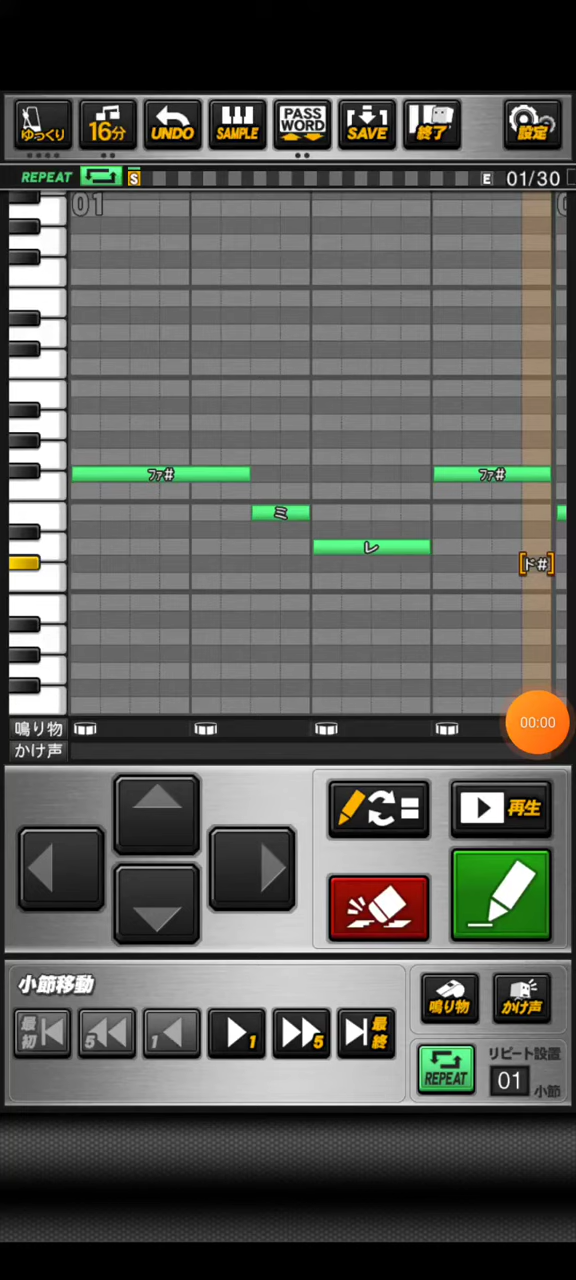 ゆっくり 16分 UNDO SAMPLE PASS WORD SAVE 終了 設定
REPEAT S E 01/30
01
ファ#
ファ#
ミ
レ
[ド#]
鳴り物
00:00
かけ声
再生
小節移動
最初 5 1 1 5 最終
鳴り物 かけ声
リピート設置
REPEAT 01 小節